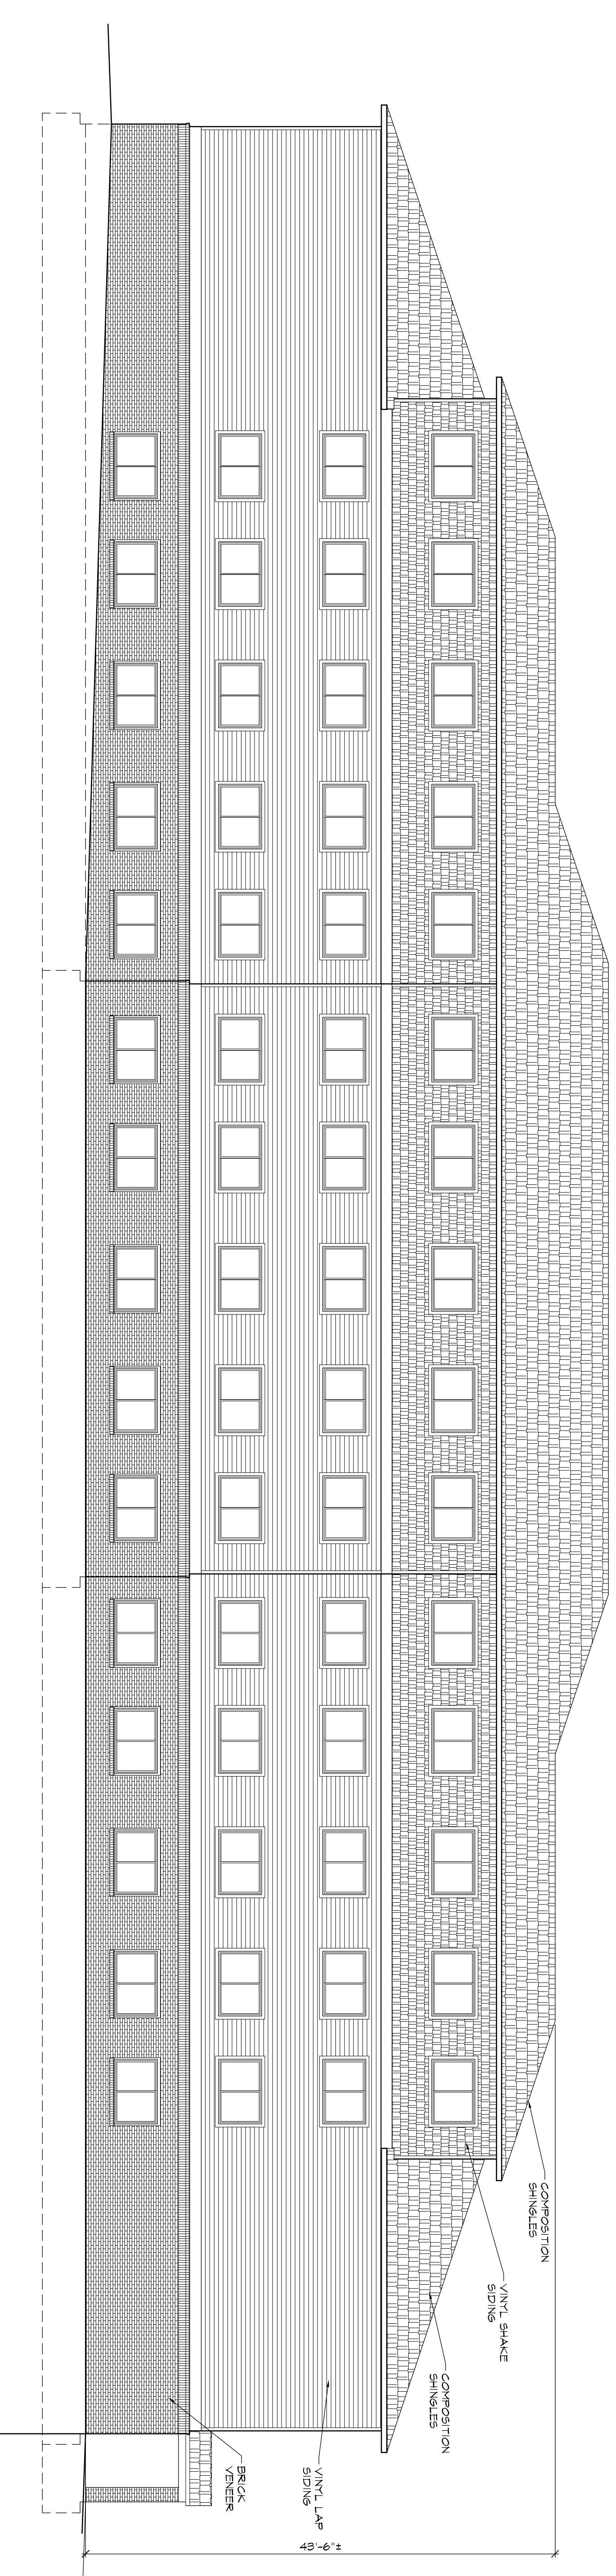 COMPOSITION
SHINGLES
VINYL SHAKE
SIDING
COMPOSITION
SHINGLES
VINYL LAP
SIDING
BRICK
VENEER
43'-6"±